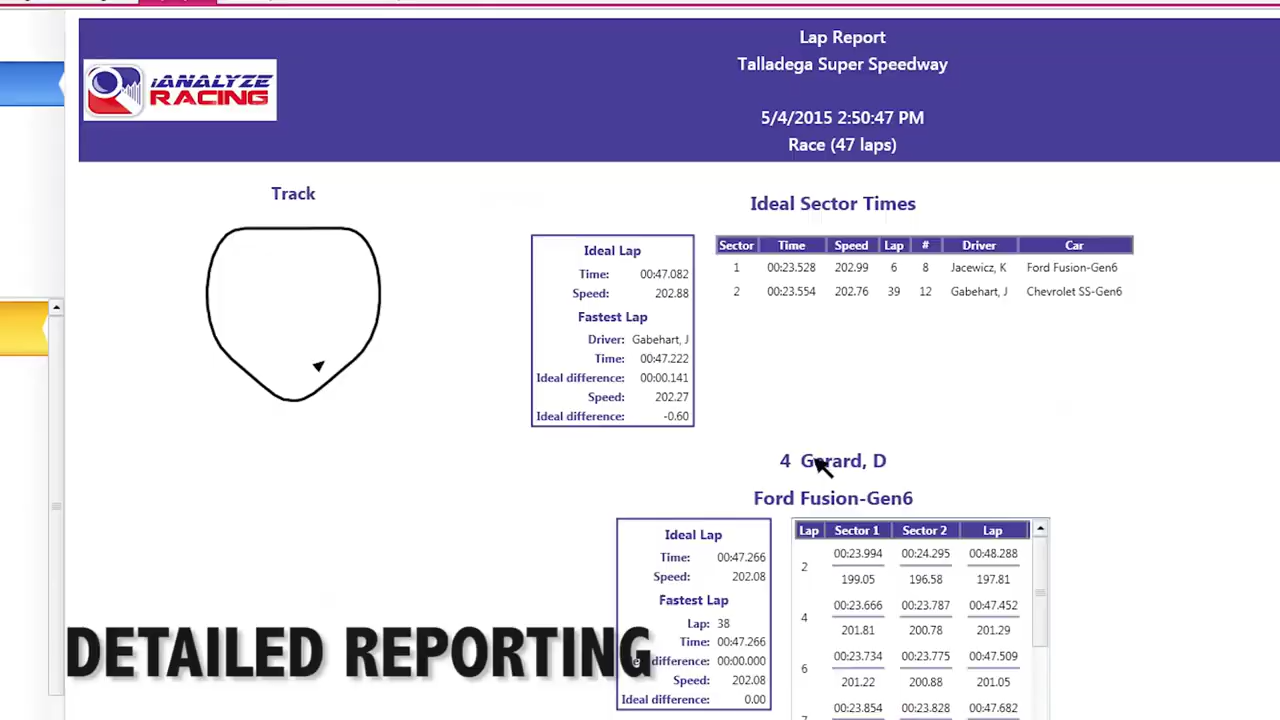 iANALYZE
RACING
Lap Report
Talladega Super Speedway
5/4/2015 2:50:47 PM
Race (47 laps)
Track
Ideal Lap
Time: 00:47.082
Speed: 202.88
Fastest Lap
Driver: Gabehart, J
Time: 00:47.222
Ideal difference: 00:00.141
Speed: 202.27
Ideal difference: -0.60
Ideal Sector Times
Sector Time Speed Lap # Driver Car
1 00:23.528 202.99 6 8 Jacewicz, K Ford Fusion-Gen6
2 00:23.554 202.76 39 12 Gabehart, J Chevrolet SS-Gen6
4 Gerard, D
Ford Fusion-Gen6
Ideal Lap
Time: 00:47.266
Speed: 202.08
Fastest Lap
Lap: 38
Time: 00:47.266
difference: 00:00.000
Speed: 202.08
Ideal difference: 0.00
Lap Sector 1 Sector 2 Lap
2 00:23.994 00:24.295 00:48.288
199.05 196.58 197.81
4 00:23.666 00:23.787 00:47.452
201.81 200.78 201.29
6 00:23.734 00:23.775 00:47.509
201.22 200.88 201.05
00:23.854 00:23.828 00:47.682
DETAILED REPORTING